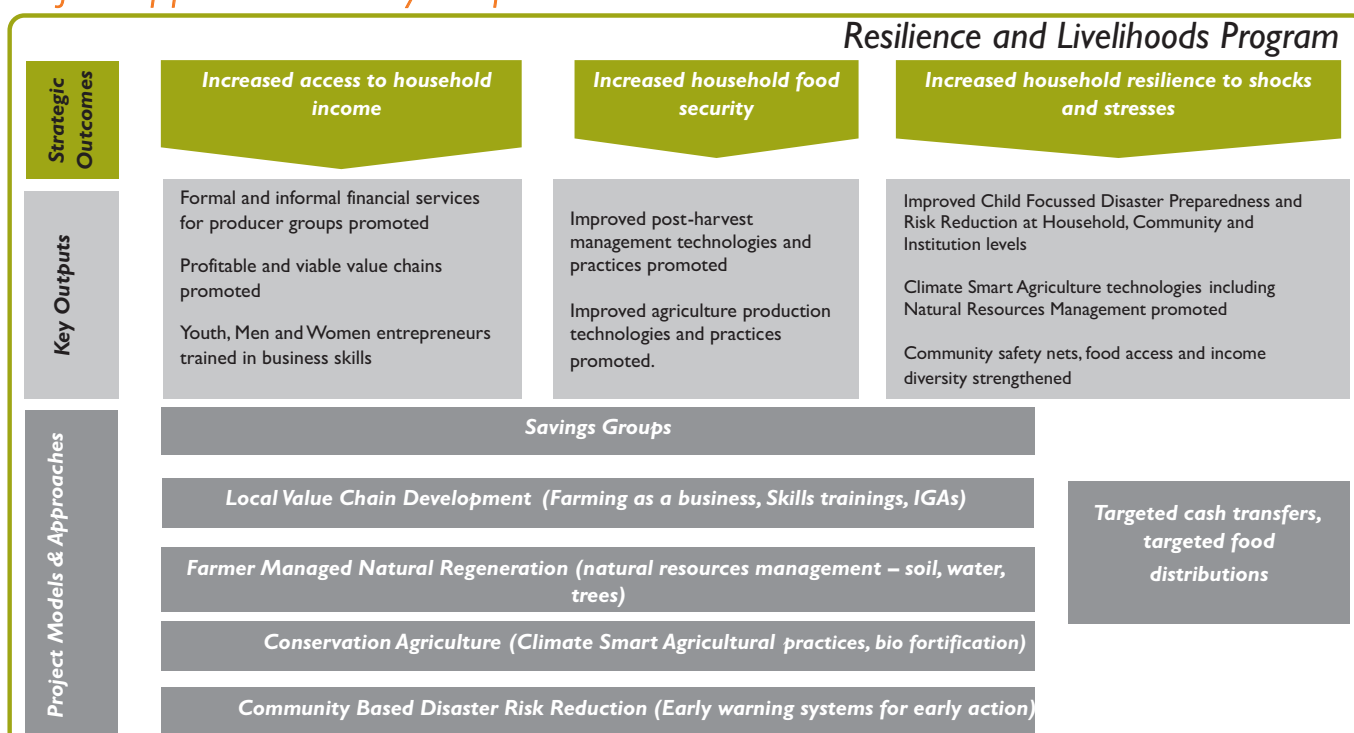 Resilience and Livelihoods Program
Strategic
Outcomes
Increased access to household
income
Increased household food
security
Increased household resilience to shocks
and stresses
Key Outputs
Formal and informal financial services
for producer groups promoted
Profitable and viable value chains
promoted
Youth, Men and Women entrepreneurs
trained in business skills
Improved post-harvest
management technologies and
practices promoted
Improved agriculture production
technologies and practices
promoted.
Improved Child Focussed Disaster Preparedness and
Risk Reduction at Household, Community and
Institution levels
Climate Smart Agriculture technologies including
Natural Resources Management promoted
Community safety nets, food access and income
diversity strengthened
Project Models & Approaches
Savings Groups
Local Value Chain Development (Farming as a business, Skills trainings, IGAs)
Farmer Managed Natural Regeneration (natural resources management – soil, water,
trees)
Conservation Agriculture (Climate Smart Agricultural practices, bio fortification)
Community Based Disaster Risk Reduction (Early warning systems for early action)
Targeted cash transfers,
targeted food
distributions